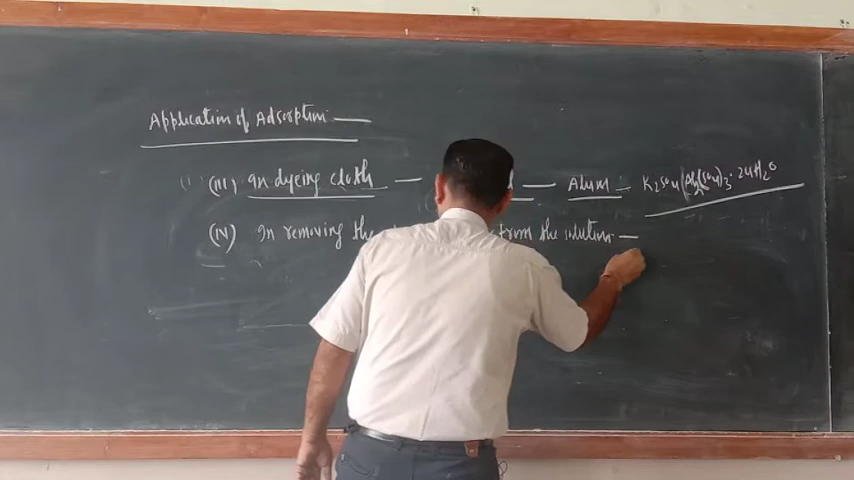 Application of Adsorption —
(III) In dyeing cloth — — Alum — K2SO4 Al2(SO4)3. 24H2O
(IV) In removing the from the solution —